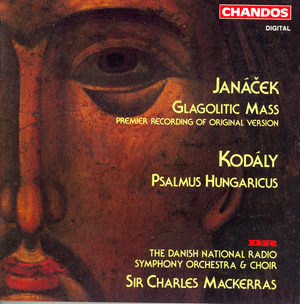 CHANDOS
DIGITAL
JANÁČEK
GLAGOLITIC MASS
PREMIER RECORDING OF ORIGINAL VERSION
KODÁLY
PSALMUS HUNGARICUS
DR
THE DANISH NATIONAL RADIO
SYMPHONY ORCHESTRA & CHOIR
SIR CHARLES MACKERRAS